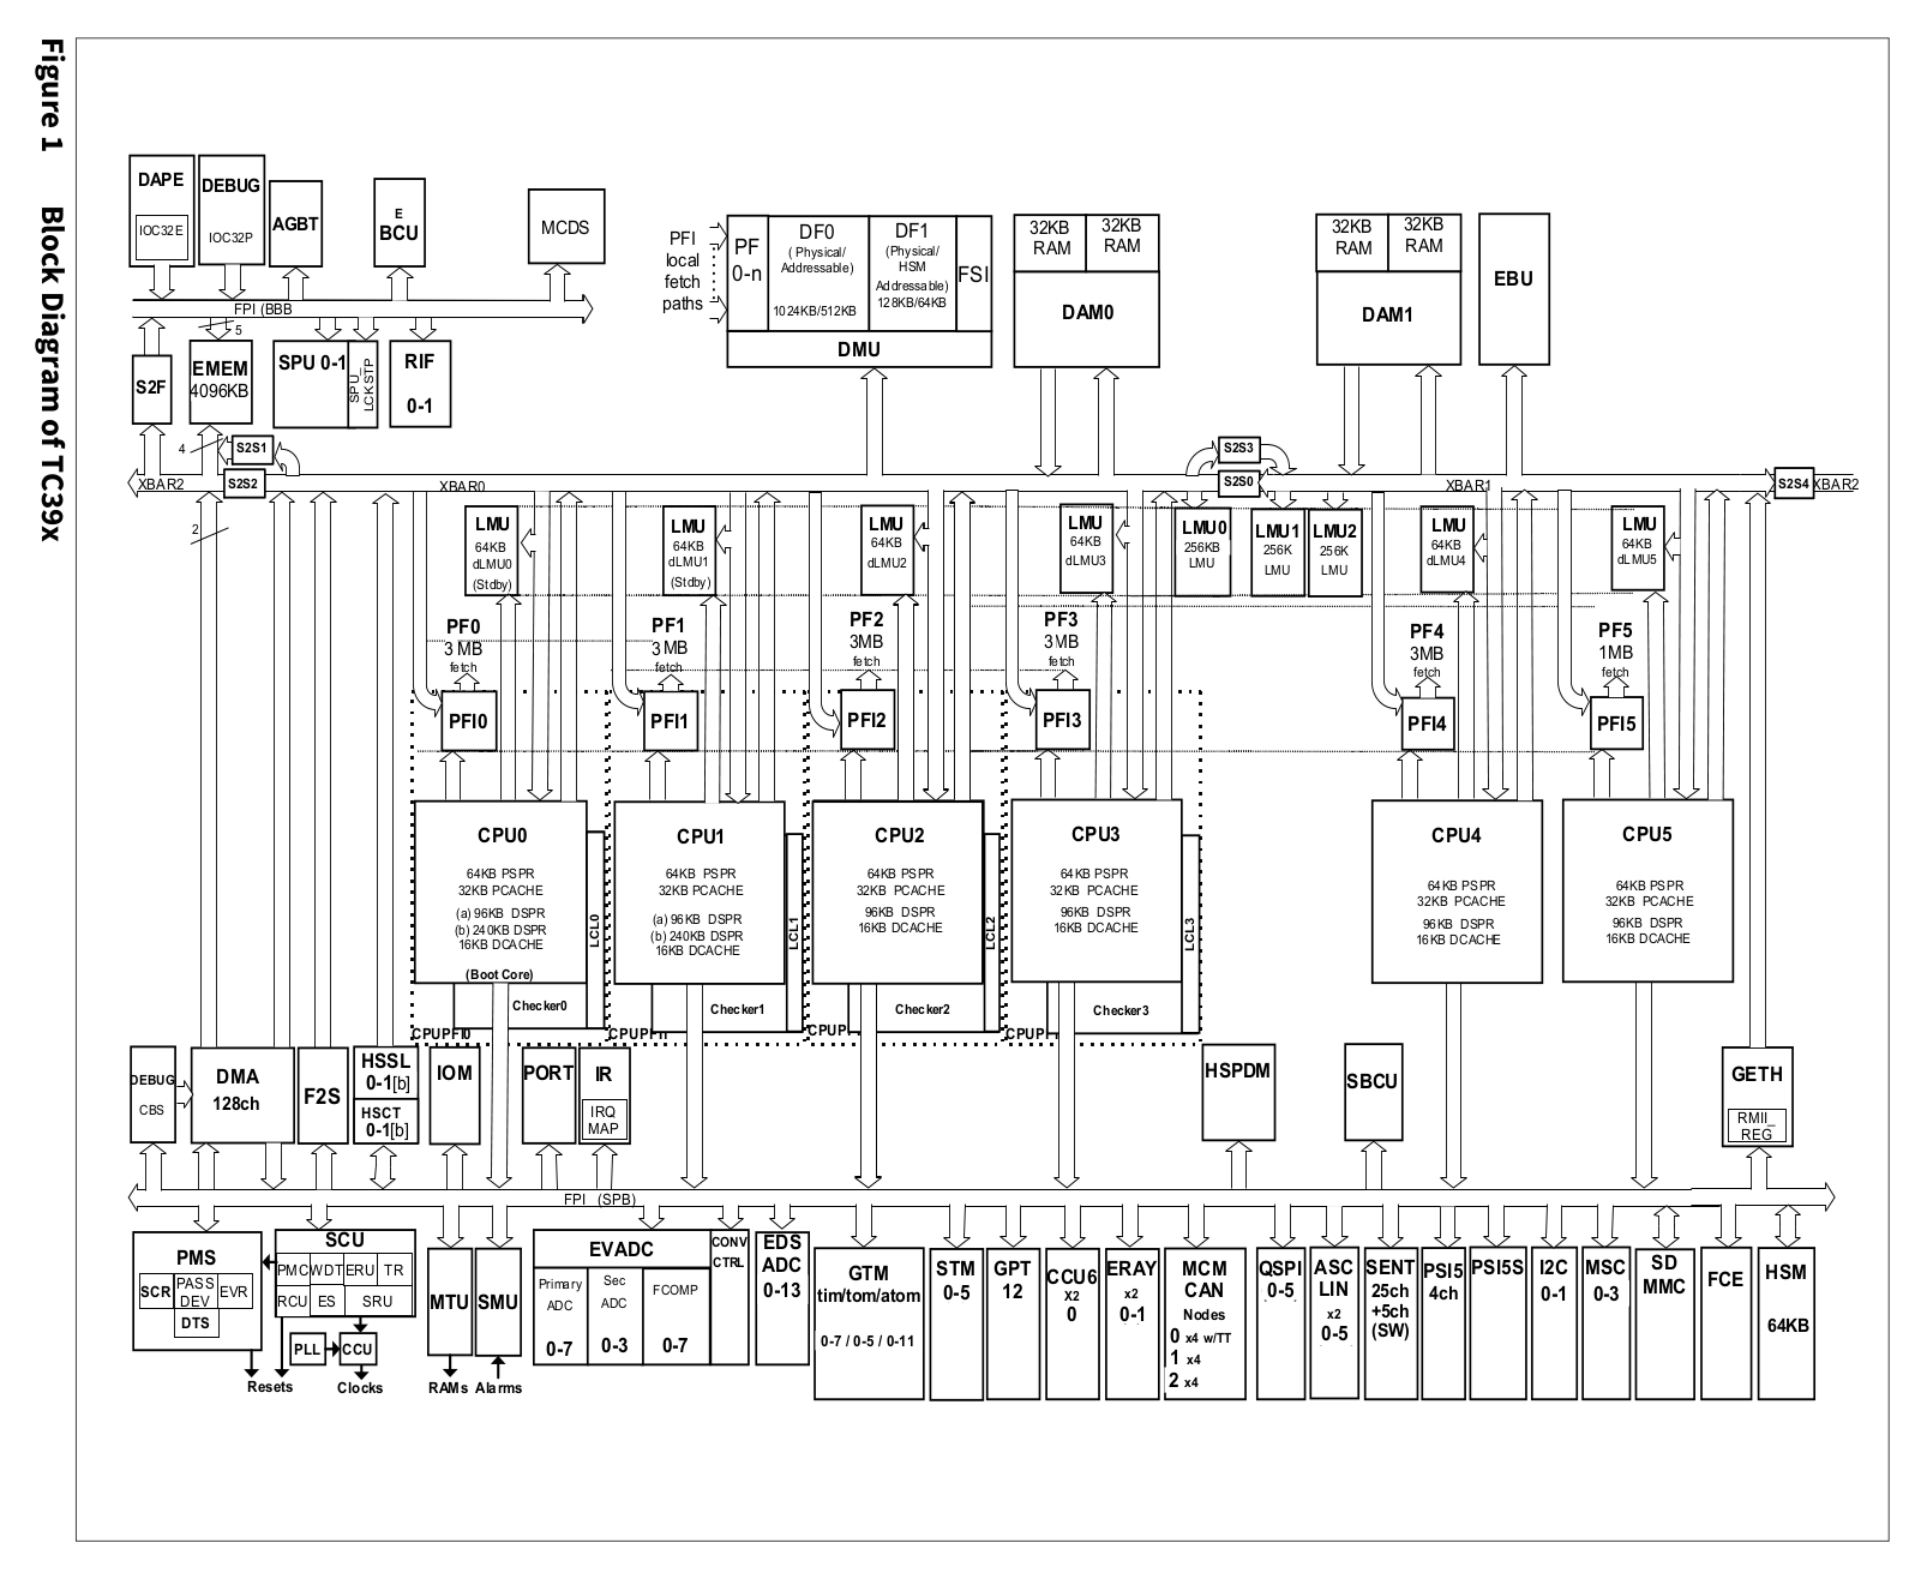 Figure 1 Block Diagram of TC39x
DAPE
IOC32E
DEBUG
IOC32P
AGBT
E
BCU
MCDS
FPI (BBB
5
S2F
EMEM
4096KB
SPU 0-1
SPU_
LCKSTP
RIF
0-1
PFI
local
fetch
paths
PF
0-n
DF0
( Physical/
Addressable)
1024KB/512KB
DF1
(Physical/
HSM
Addressable)
128KB/64KB
FSI
DMU
32KB
RAM
32KB
RAM
DAM0
32KB
RAM
32KB
RAM
DAM1
EBU
4
S2S1
S2S3
XBAR2
S2S2
XBAR0
S2S0
XBAR1
S2S4
XBAR2
2
LMU
64KB
dLMU0
(Stdby)
LMU
64KB
dLMU1
(Stdby)
LMU
64KB
dLMU2
LMU
64KB
dLMU3
LMU0
256KB
LMU
LMU1
256K
LMU
LMU2
256K
LMU
LMU
64KB
dLMU4
LMU
64KB
dLMU5
PF0
3 MB
fetch
PF1
3 MB
fetch
PF2
3MB
fetch
PF3
3MB
fetch
PF4
3MB
fetch
PF5
1MB
fetch
PFI0
PFI1
PFI2
PFI3
PFI4
PFI5
CPU0
64KB PSPR
32KB PCACHE
(a) 96KB DSPR
(b) 240KB DSPR
16KB DCACHE
(Boot Core)
LCL0
Checker0
CPUPFI0
CPU1
64KB PSPR
32KB PCACHE
(a) 96KB DSPR
(b) 240KB DSPR
16KB DCACHE
LCL1
Checker1
CPU2
64KB PSPR
32KB PCACHE
96KB DSPR
16KB DCACHE
LCL2
Checker2
CPU3
64KB PSPR
32KB PCACHE
96KB DSPR
16KB DCACHE
LCL3
Checker3
CPU4
64KB PSPR
32KB PCACHE
96KB DSPR
16KB DCACHE
CPU5
64KB PSPR
32KB PCACHE
96KB DSPR
16KB DCACHE
DEBUG
CBS
DMA
128ch
F2S
HSSL
0-1[b]
HSCT
0-1[b]
IOM
PORT
IR
IRQ
MAP
HSPDM
SBCU
GETH
RMII_
REG
FPI (SPB)
PMS
SCR
PASS
DEV
EVR
DTS
SCU
PMC
WDT
ERU
TR
RCU
ES
SRU
PLL
CCU
Resets
Clocks
MTU
RAMs
SMU
Alarms
EVADC
Primary
ADC
0-7
Sec
ADC
0-3
FCOMP
0-7
CONV
CTRL
EDS
ADC
0-13
GTM
tim/tom/atom
0-7 / 0-5 / 0-11
STM
0-5
GPT
12
CCU6
X2
0
ERAY
x2
0-1
MCM
CAN
Nodes
0 x4 w/TT
1 x4
2 x4
QSPI
0-5
ASC
LIN
x2
0-5
SENT
25ch
+5ch
(SW)
PSI5
4ch
PSI5S
I2C
0-1
MSC
0-3
SD
MMC
FCE
HSM
64KB